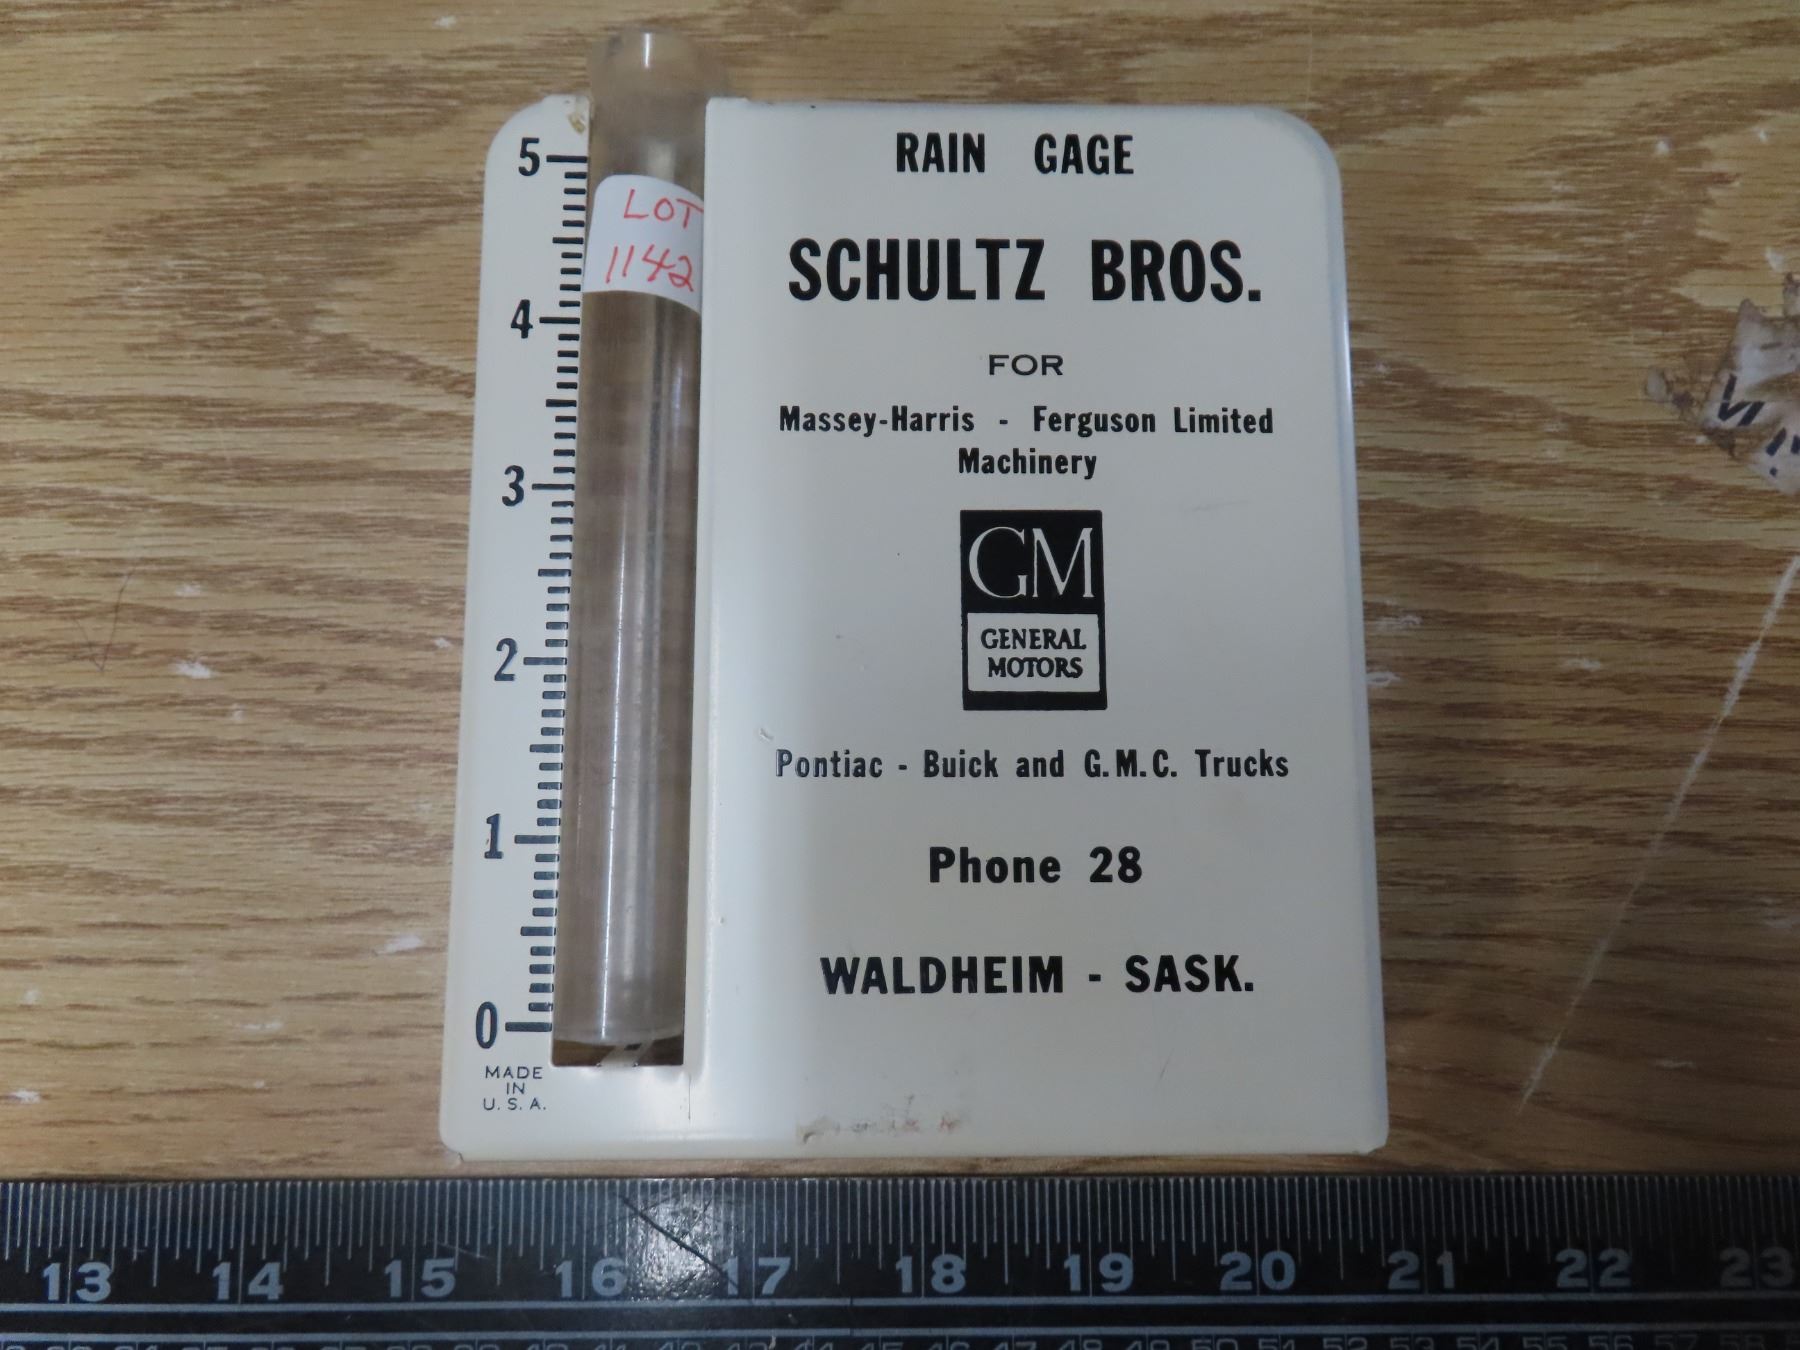 RAIN GAGE
SCHULTZ BROS.
FOR
Massey-Harris - Ferguson Limited
Machinery
GM
GENERAL
MOTORS
Pontiac - Buick and G.M.C. Trucks
Phone 28
WALDHEIM - SASK.
LOT
1142
5
4
3
2
1
0
MADE
IN
U.S.A.
13 14 15 16 17 18 19 20 21 22 23